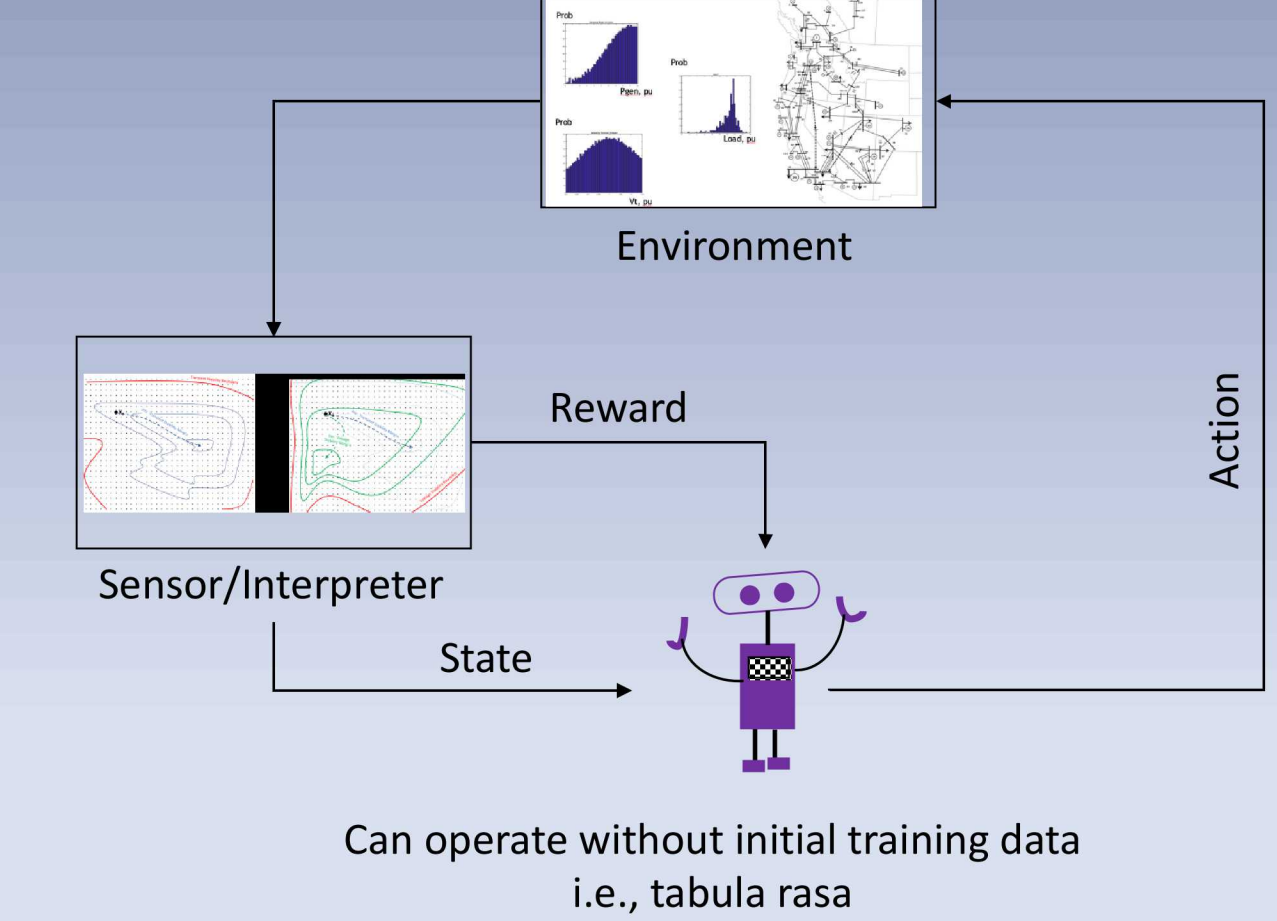 Prob
Pgen, pu
Prob
Load, pu
Prob
Vt, pu
Environment
Reward
Action
Sensor/Interpreter
State
Can operate without initial training data
i.e., tabula rasa